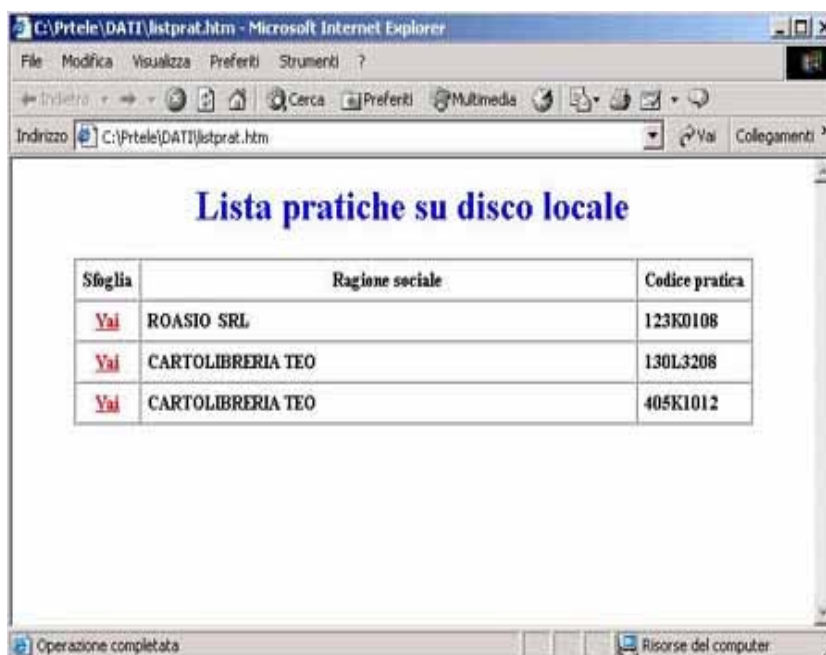 C:\Prtele\DATI\listprat.htm - Microsoft Internet Explorer
File Modifica Visualizza Preferiti Strumenti ?
Indietro Cerca Preferiti Multimedia
Indirizzo C:\Prtele\DATI\listprat.htm Vai Collegamenti »
Lista pratiche su disco locale
Sfoglia Ragione sociale Codice pratica
Vai ROASIO SRL 123K0108
Vai CARTOLIBRERIA TEO 130L3208
Vai CARTOLIBRERIA TEO 405K1012
Operazione completata Risorse del computer